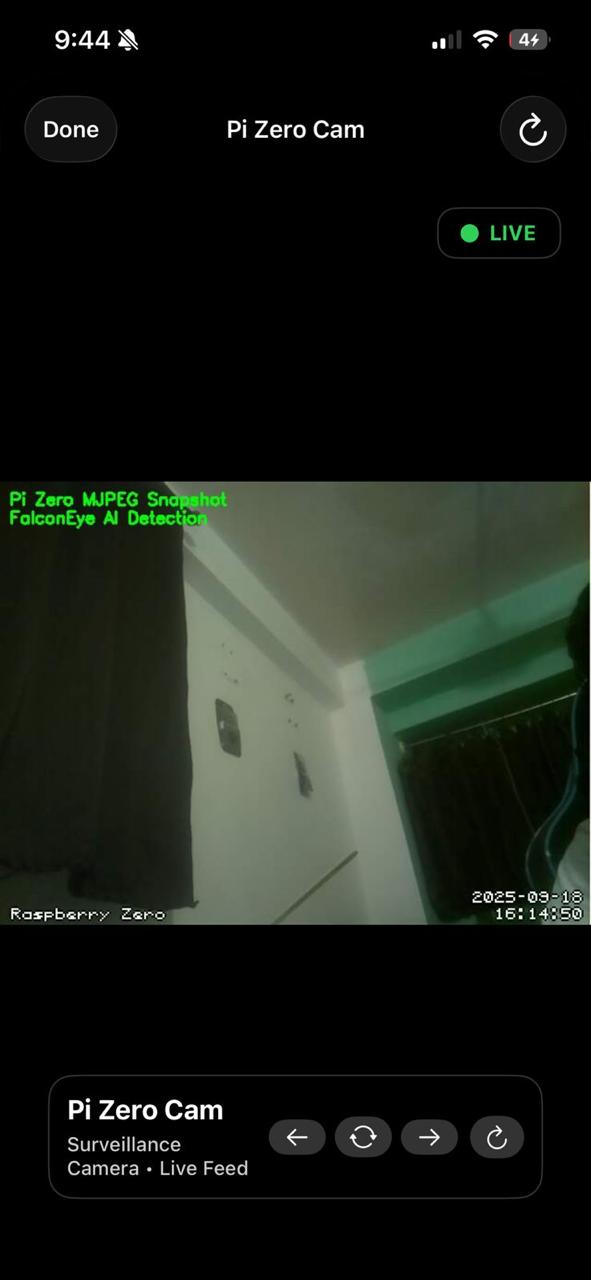 9:44
4
Done
Pi Zero Cam
LIVE
Pi Zero MJPEG Snapshot
FalconEye AI Detection
2025-09-18
16:14:50
Raspberry Zero
Pi Zero Cam
Surveillance
Camera • Live Feed